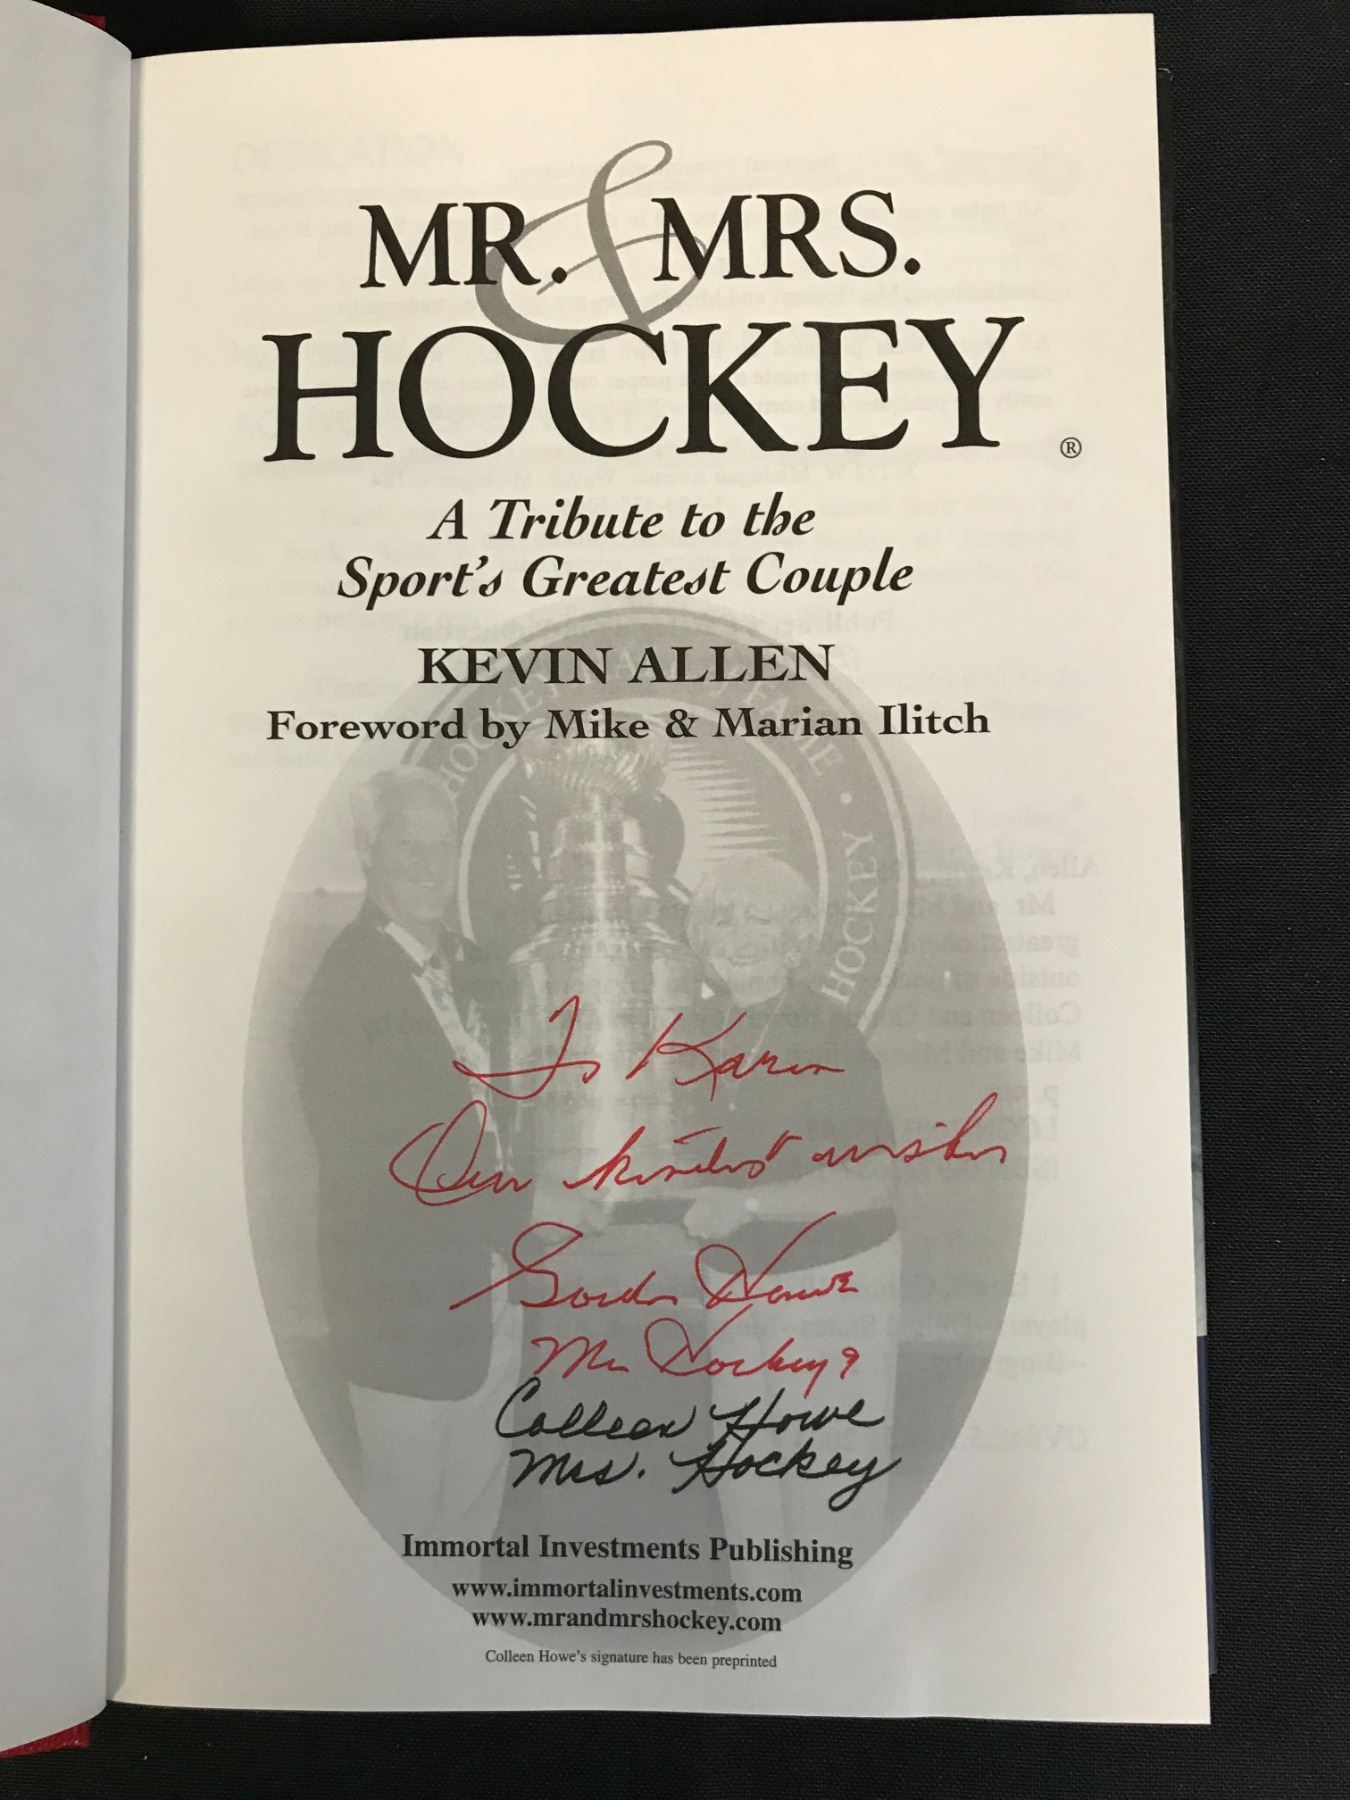 MR. & MRS.
HOCKEY ®
A Tribute to the
Sport's Greatest Couple
KEVIN ALLEN
Foreword by Mike & Marian Ilitch
HOCKEY
HOCKEY
To Karen
Our kindest wishes
Gordie Howe
Mr Hockey 9
Colleen Howe
Mrs. Hockey
Immortal Investments Publishing
www.immortalinvestments.com
www.mrandmrshockey.com
Colleen Howe's signature has been preprinted